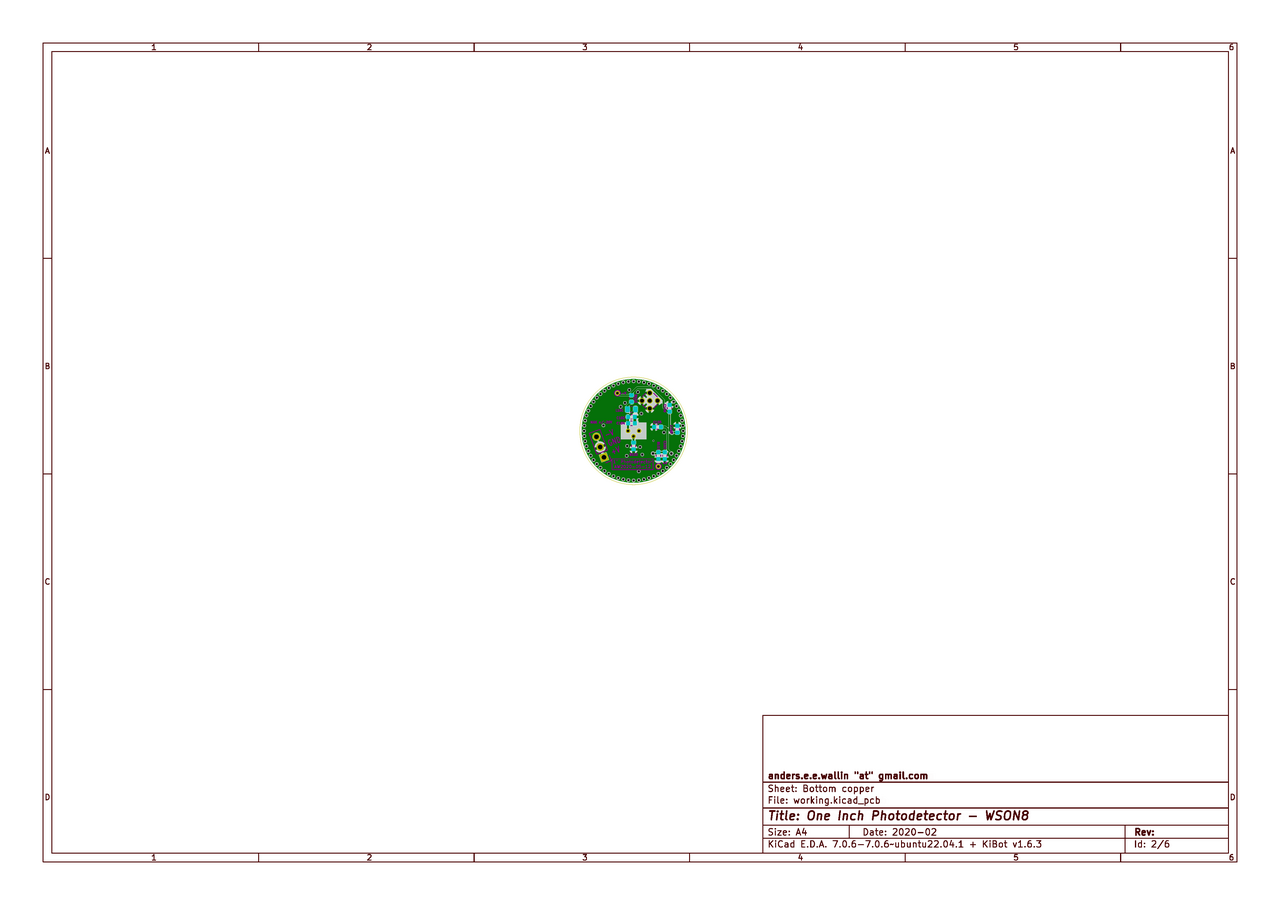 1 2 3 4 5 6
A A
B B
C C
D D
anders.e.e.wallin "at" gmail.com
Sheet: Bottom copper
File: working.kicad_pcb
Title: One Inch Photodetector - WSON8
Size: A4 Date: 2020-02 Rev:
KiCad E.D.A. 7.0.6-7.0.6~ubuntu22.04.1 + KiBot v1.6.3 Id: 2/6
1 2 3 4 5 6